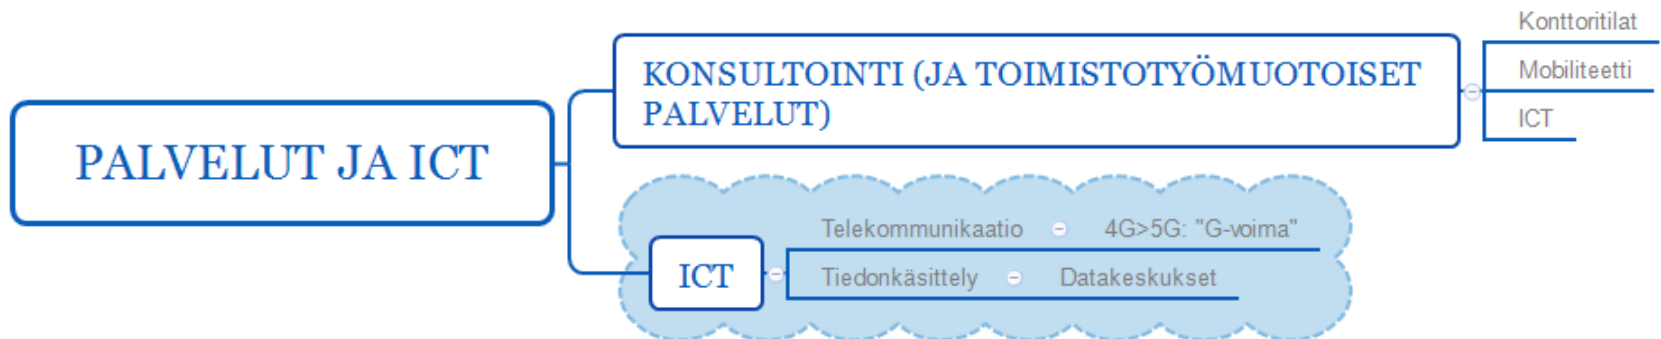 PALVELUT JA ICT
KONSULTOINTI (JA TOIMISTOTYÖMUOTOISET
PALVELUT)
Konttoritilat
Mobiliteetti
ICT
ICT
Telekommunikaatio 4G>5G: "G-voima"
Tiedonkäsittely Datakeskukset